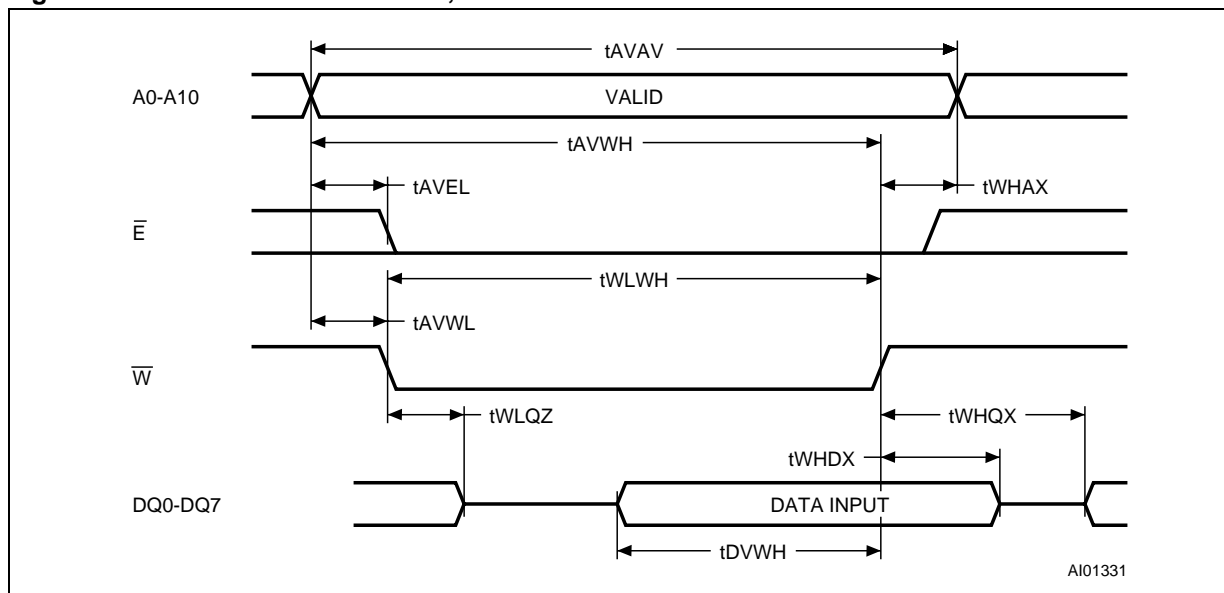 tAVAV
A0-A10
VALID
tAVWH
tAVEL
tWHAX
E
tWLWH
tAVWL
W
tWLQZ
tWHQX
tWHDX
DQ0-DQ7
DATA INPUT
tDVWH
AI01331